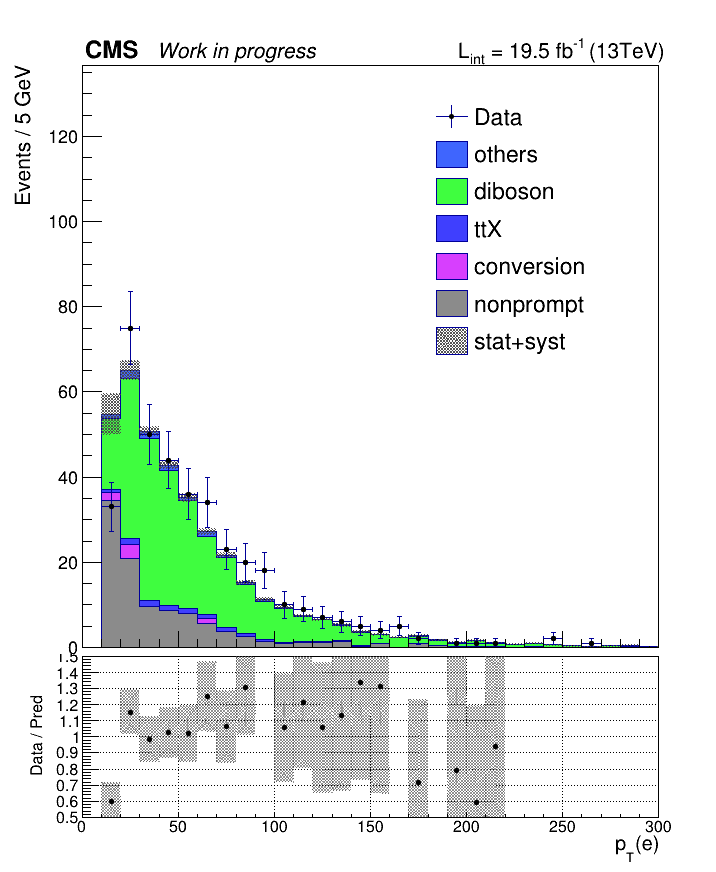 CMS Work in progress L_int = 19.5 fb^-1 (13TeV)
Events / 5 GeV
120
100
80
60
40
20
0
Data
others
diboson
ttX
conversion
nonprompt
stat+syst
Data / Pred
1.5
1.4
1.3
1.2
1.1
1
0.9
0.8
0.7
0.6
0.5
0 50 100 150 200 250 300
p_T(e)